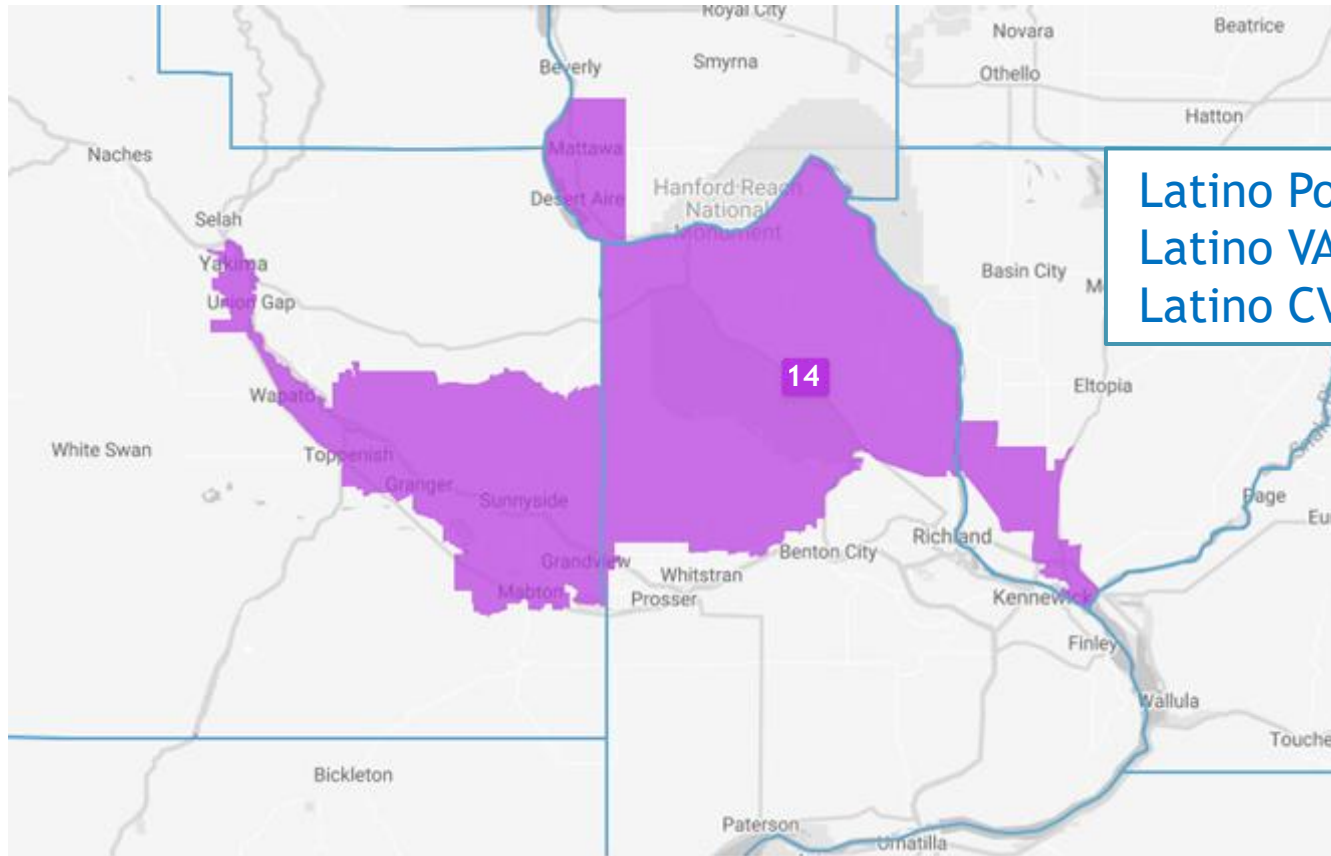 Royal City
Beatrice
Novara
Beverly
Smyrna
Othello
Hatton
Naches
Mattawa
Latino Po
Latino VA
Latino CV
Desert Aire
Hanford Reach
National
Monument
Selah
Yakima
Basin City
M
Union Gap
14
Eltopia
Wapato
White Swan
Toppenish
Granger
Sunnyside
Page
Eu
Richland
Benton City
Grandview
Whitstran
Mabton
Prosser
Kennewick
Finley
Wallula
Touche
Bickleton
Paterson
Umatilla